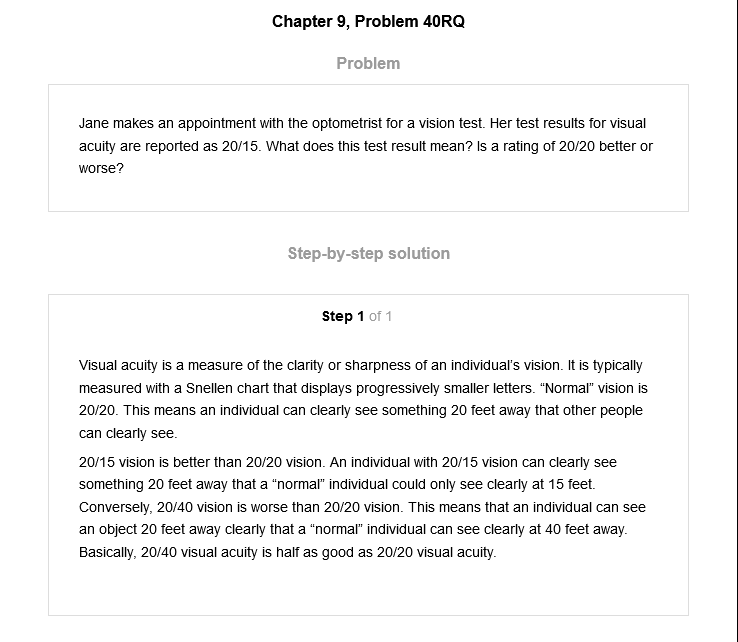 Chapter 9, Problem 40RQ
Problem
Jane makes an appointment with the optometrist for a vision test. Her test results for visual
acuity are reported as 20/15. What does this test result mean? Is a rating of 20/20 better or
worse?
Step-by-step solution
Step 1 of 1
Visual acuity is a measure of the clarity or sharpness of an individual’s vision. It is typically
measured with a Snellen chart that displays progressively smaller letters. “Normal” vision is
20/20. This means an individual can clearly see something 20 feet away that other people
can clearly see.
20/15 vision is better than 20/20 vision. An individual with 20/15 vision can clearly see
something 20 feet away that a “normal” individual could only see clearly at 15 feet.
Conversely, 20/40 vision is worse than 20/20 vision. This means that an individual can see
an object 20 feet away clearly that a “normal” individual can see clearly at 40 feet away.
Basically, 20/40 visual acuity is half as good as 20/20 visual acuity.